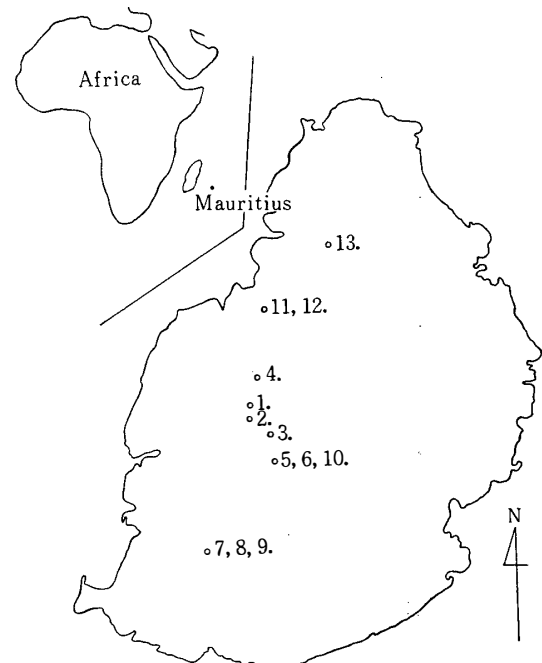 Africa
Mauritius
13.
11, 12.
4.
1.
2.
3.
5, 6, 10.
7, 8, 9.
N